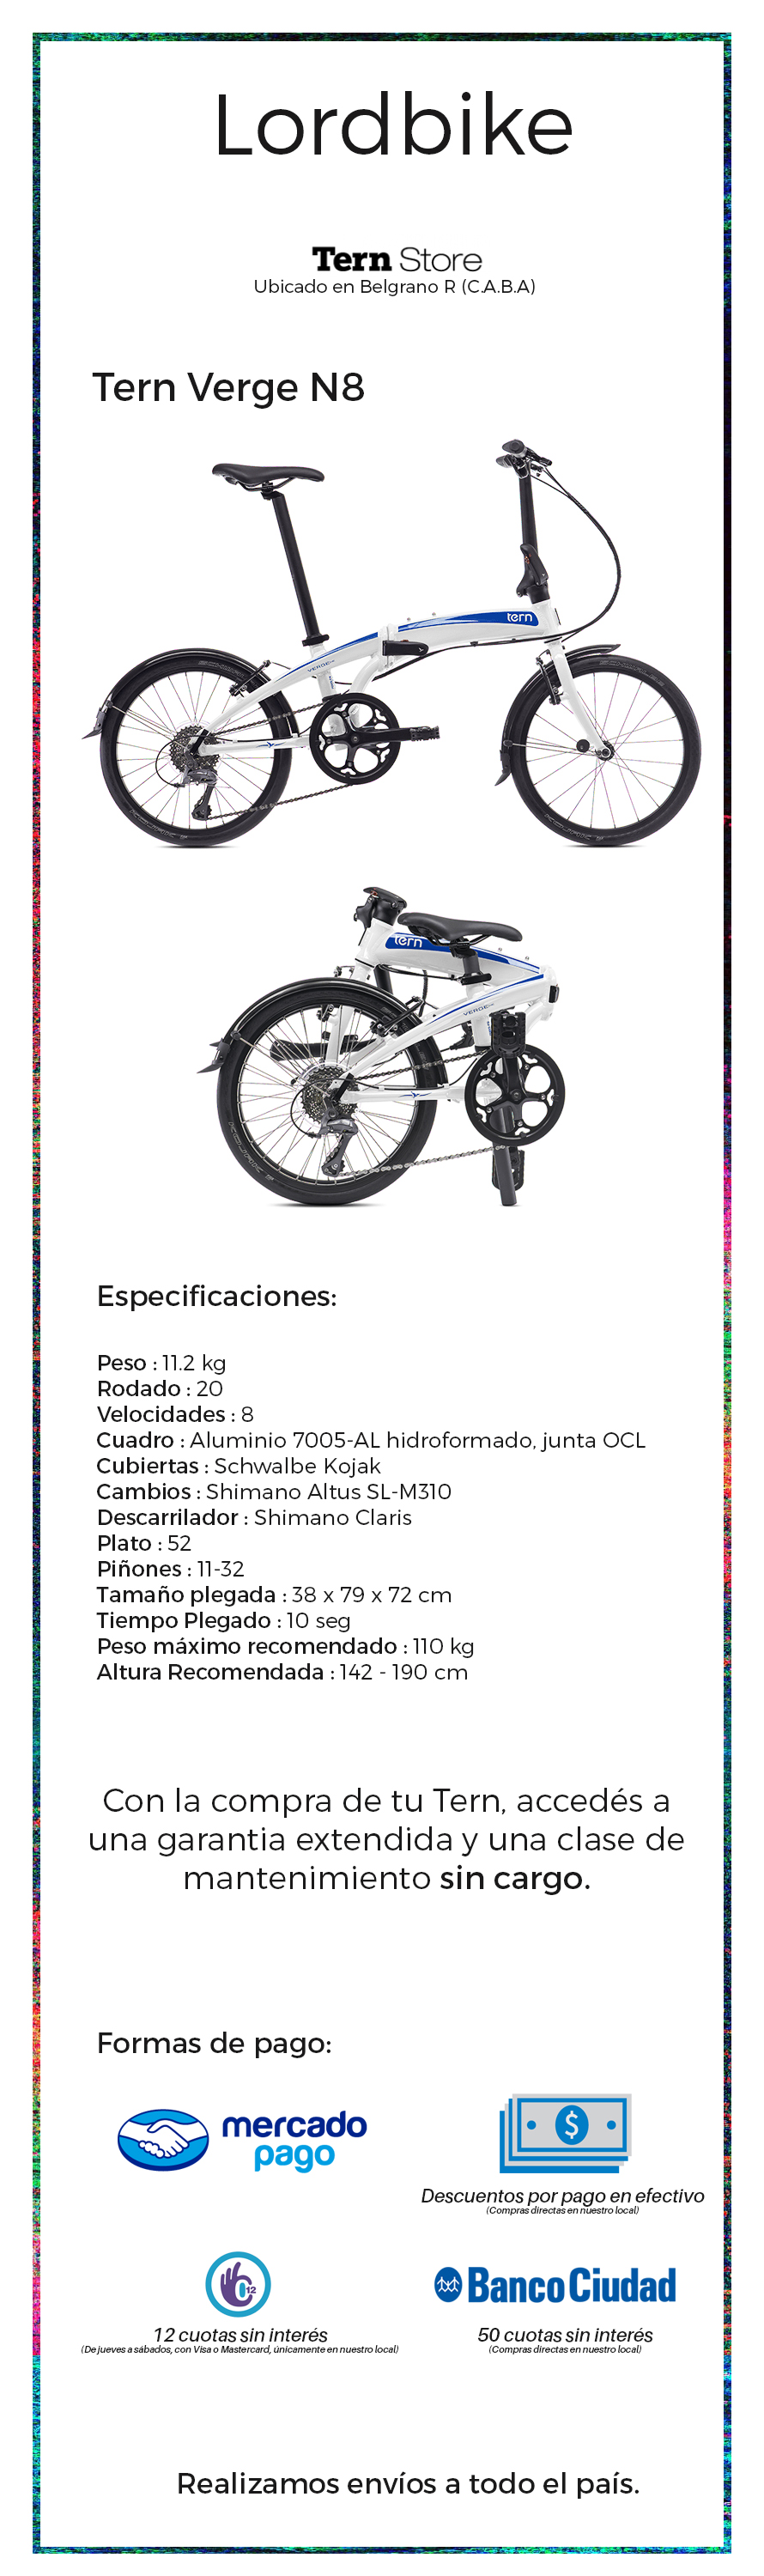 Lordbike
Tern Store
Ubicado en Belgrano R (C.A.B.A)
Tern Verge N8
tern
VERGE
KOJAK
tern
VERGE
KOJAK
Especificaciones:
Peso : 11.2 kg
Rodado : 20
Velocidades : 8
Cuadro : Aluminio 7005-AL hidroformado, junta OCL
Cubiertas : Schwalbe Kojak
Cambios : Shimano Altus SL-M310
Descarrilador : Shimano Claris
Plato : 52
Piñones : 11-32
Tamaño plegada : 38 x 79 x 72 cm
Tiempo Plegado : 10 seg
Peso máximo recomendado : 110 kg
Altura Recomendada : 142 - 190 cm
Con la compra de tu Tern, accedés a
una garantia extendida y una clase de
mantenimiento sin cargo.
Formas de pago:
mercado
pago
$
Descuentos por pago en efectivo
(Compras directas en nuestro local)
12
12 cuotas sin interés
(De jueves a sábados, con Visa o Mastercard, únicamente en nuestro local)
Banco Ciudad
50 cuotas sin interés
(Compras directas en nuestro local)
Realizamos envíos a todo el país.